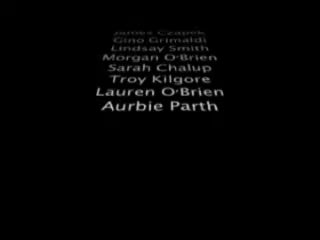 James Czapek
Gino Grimaldi
Lindsay Smith
Morgan O'Brien
Sarah Chalup
Troy Kilgore
Lauren O'Brien
Aurbie Parth